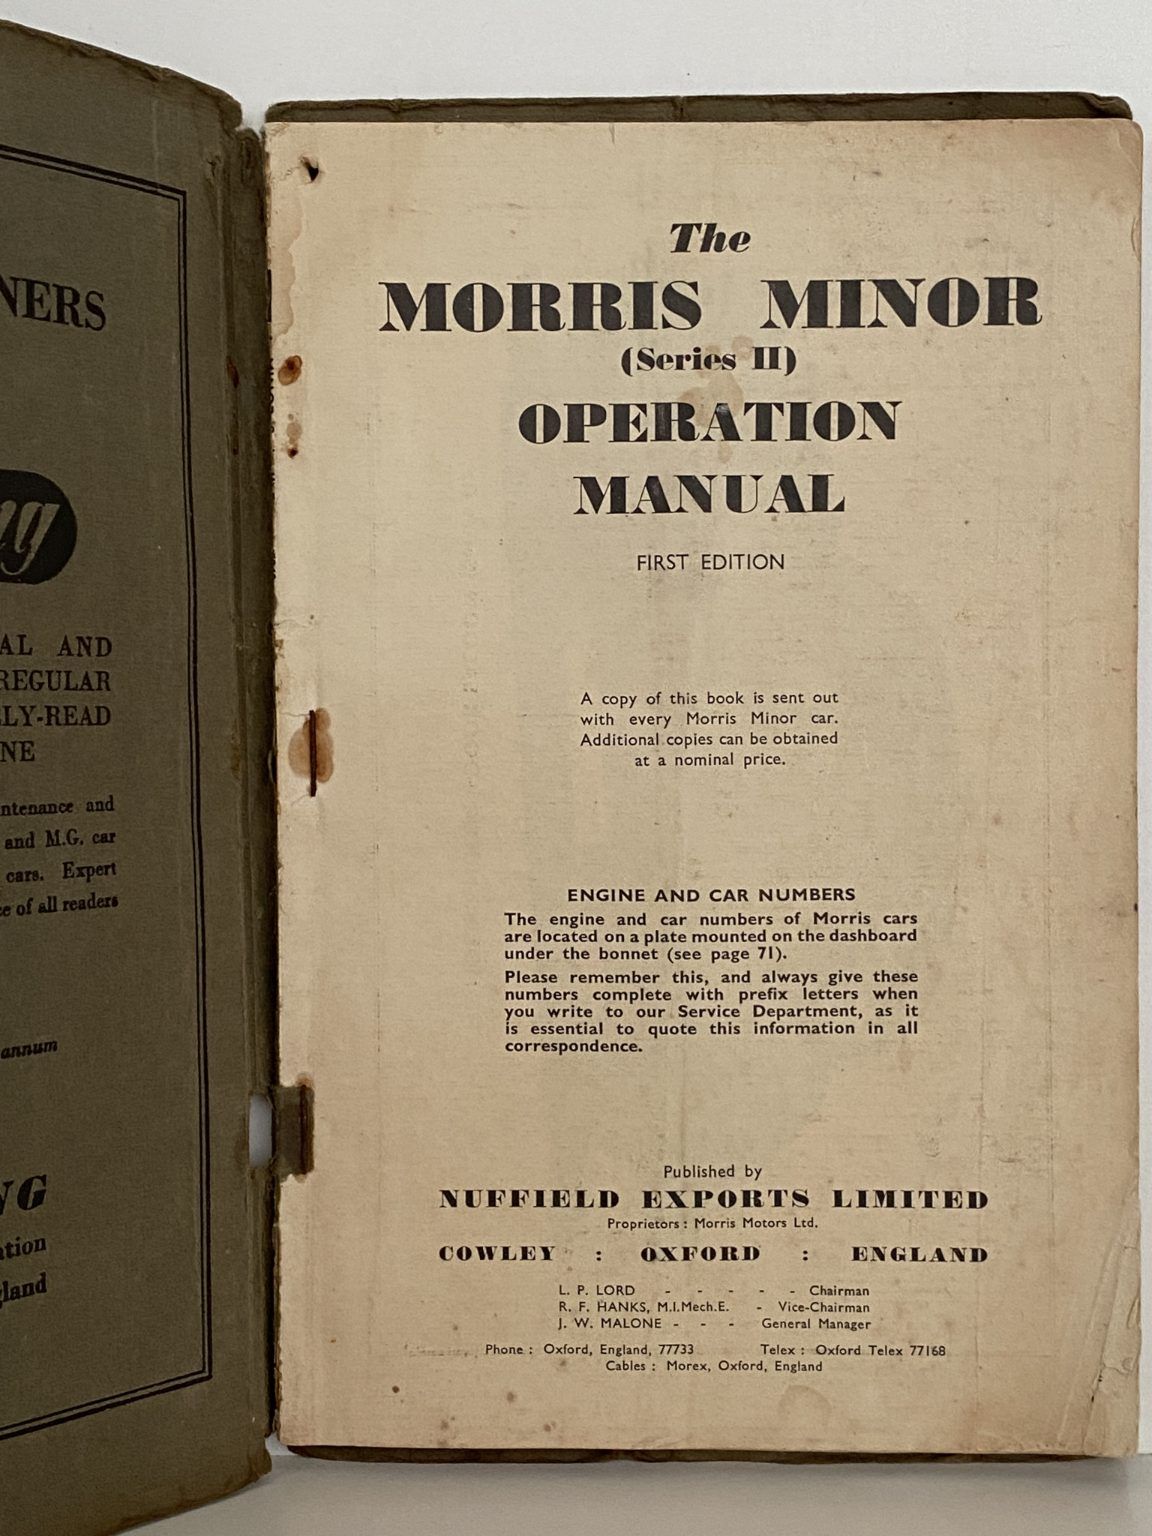 NERS
AL AND
REGULAR
LY-READ
NE
and
and M.G. car
cars. Expert
of all readers
annum
The
MORRIS MINOR
(Series II)
OPERATION
MANUAL
FIRST EDITION
A copy of this book is sent out
with every Morris Minor car.
Additional copies can be obtained
at a nominal price.
ENGINE AND CAR NUMBERS
The engine and car numbers of Morris cars
are located on a plate mounted on the dashboard
under the bonnet (see page 71).
Please remember this, and always give these
numbers complete with prefix letters when
you write to our Service Department, as it
is essential to quote this information in all
correspondence.
Published by
NUFFIELD EXPORTS LIMITED
Proprietors : Morris Motors Ltd.
COWLEY : OXFORD : ENGLAND
L. P. LORD - - - - - Chairman
R. F. HANKS, M.I.Mech.E. - Vice-Chairman
J. W. MALONE - - - General Manager
Phone : Oxford, England, 77733 Telex : Oxford Telex 77168
Cables : Morex, Oxford, England